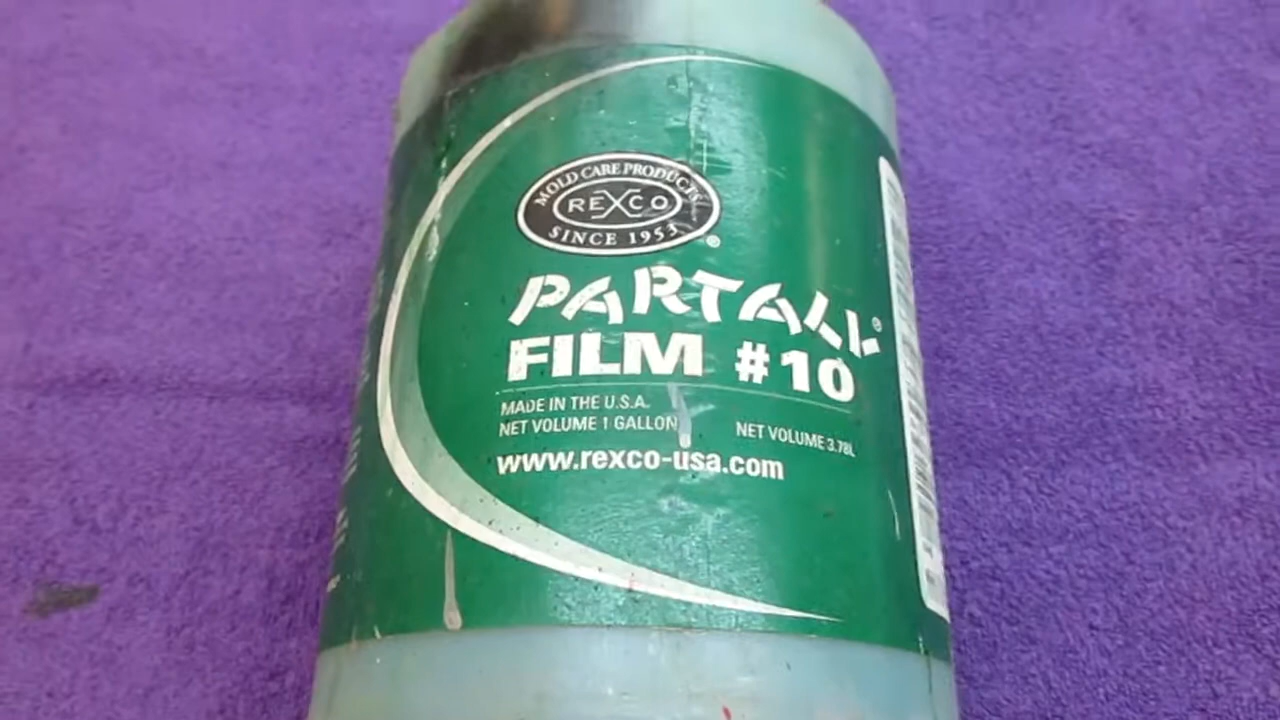 MOLD CARE PRODUCTS
REXCO
SINCE 1953
®
PARTALL®
FILM #10
MADE IN THE U.S.A.
NET VOLUME 1 GALLON NET VOLUME 3.78L
www.rexco-usa.com